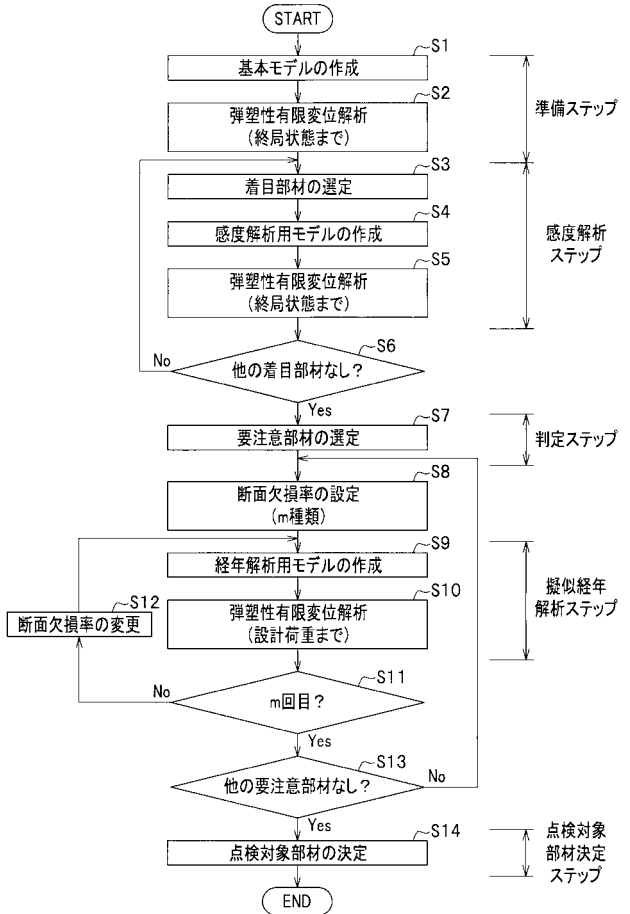 START
S1
基本モデルの作成
S2
弾塑性有限変位解析
(終局状態まで)
準備ステップ
S3
着目部材の選定
S4
感度解析用モデルの作成
S5
弾塑性有限変位解析
(終局状態まで)
感度解析
ステップ
S6
他の着目部材なし?
No
Yes
S7
要注意部材の選定
判定ステップ
S8
断面欠損率の設定
(m種類)
S9
経年解析用モデルの作成
S10
弾塑性有限変位解析
(設計荷重まで)
擬似経年
解析ステップ
S12
断面欠損率の変更
S11
m回目?
No
Yes
S13
他の要注意部材なし?
No
Yes
S14
点検対象部材の決定
点検対象
部材決定
ステップ
END